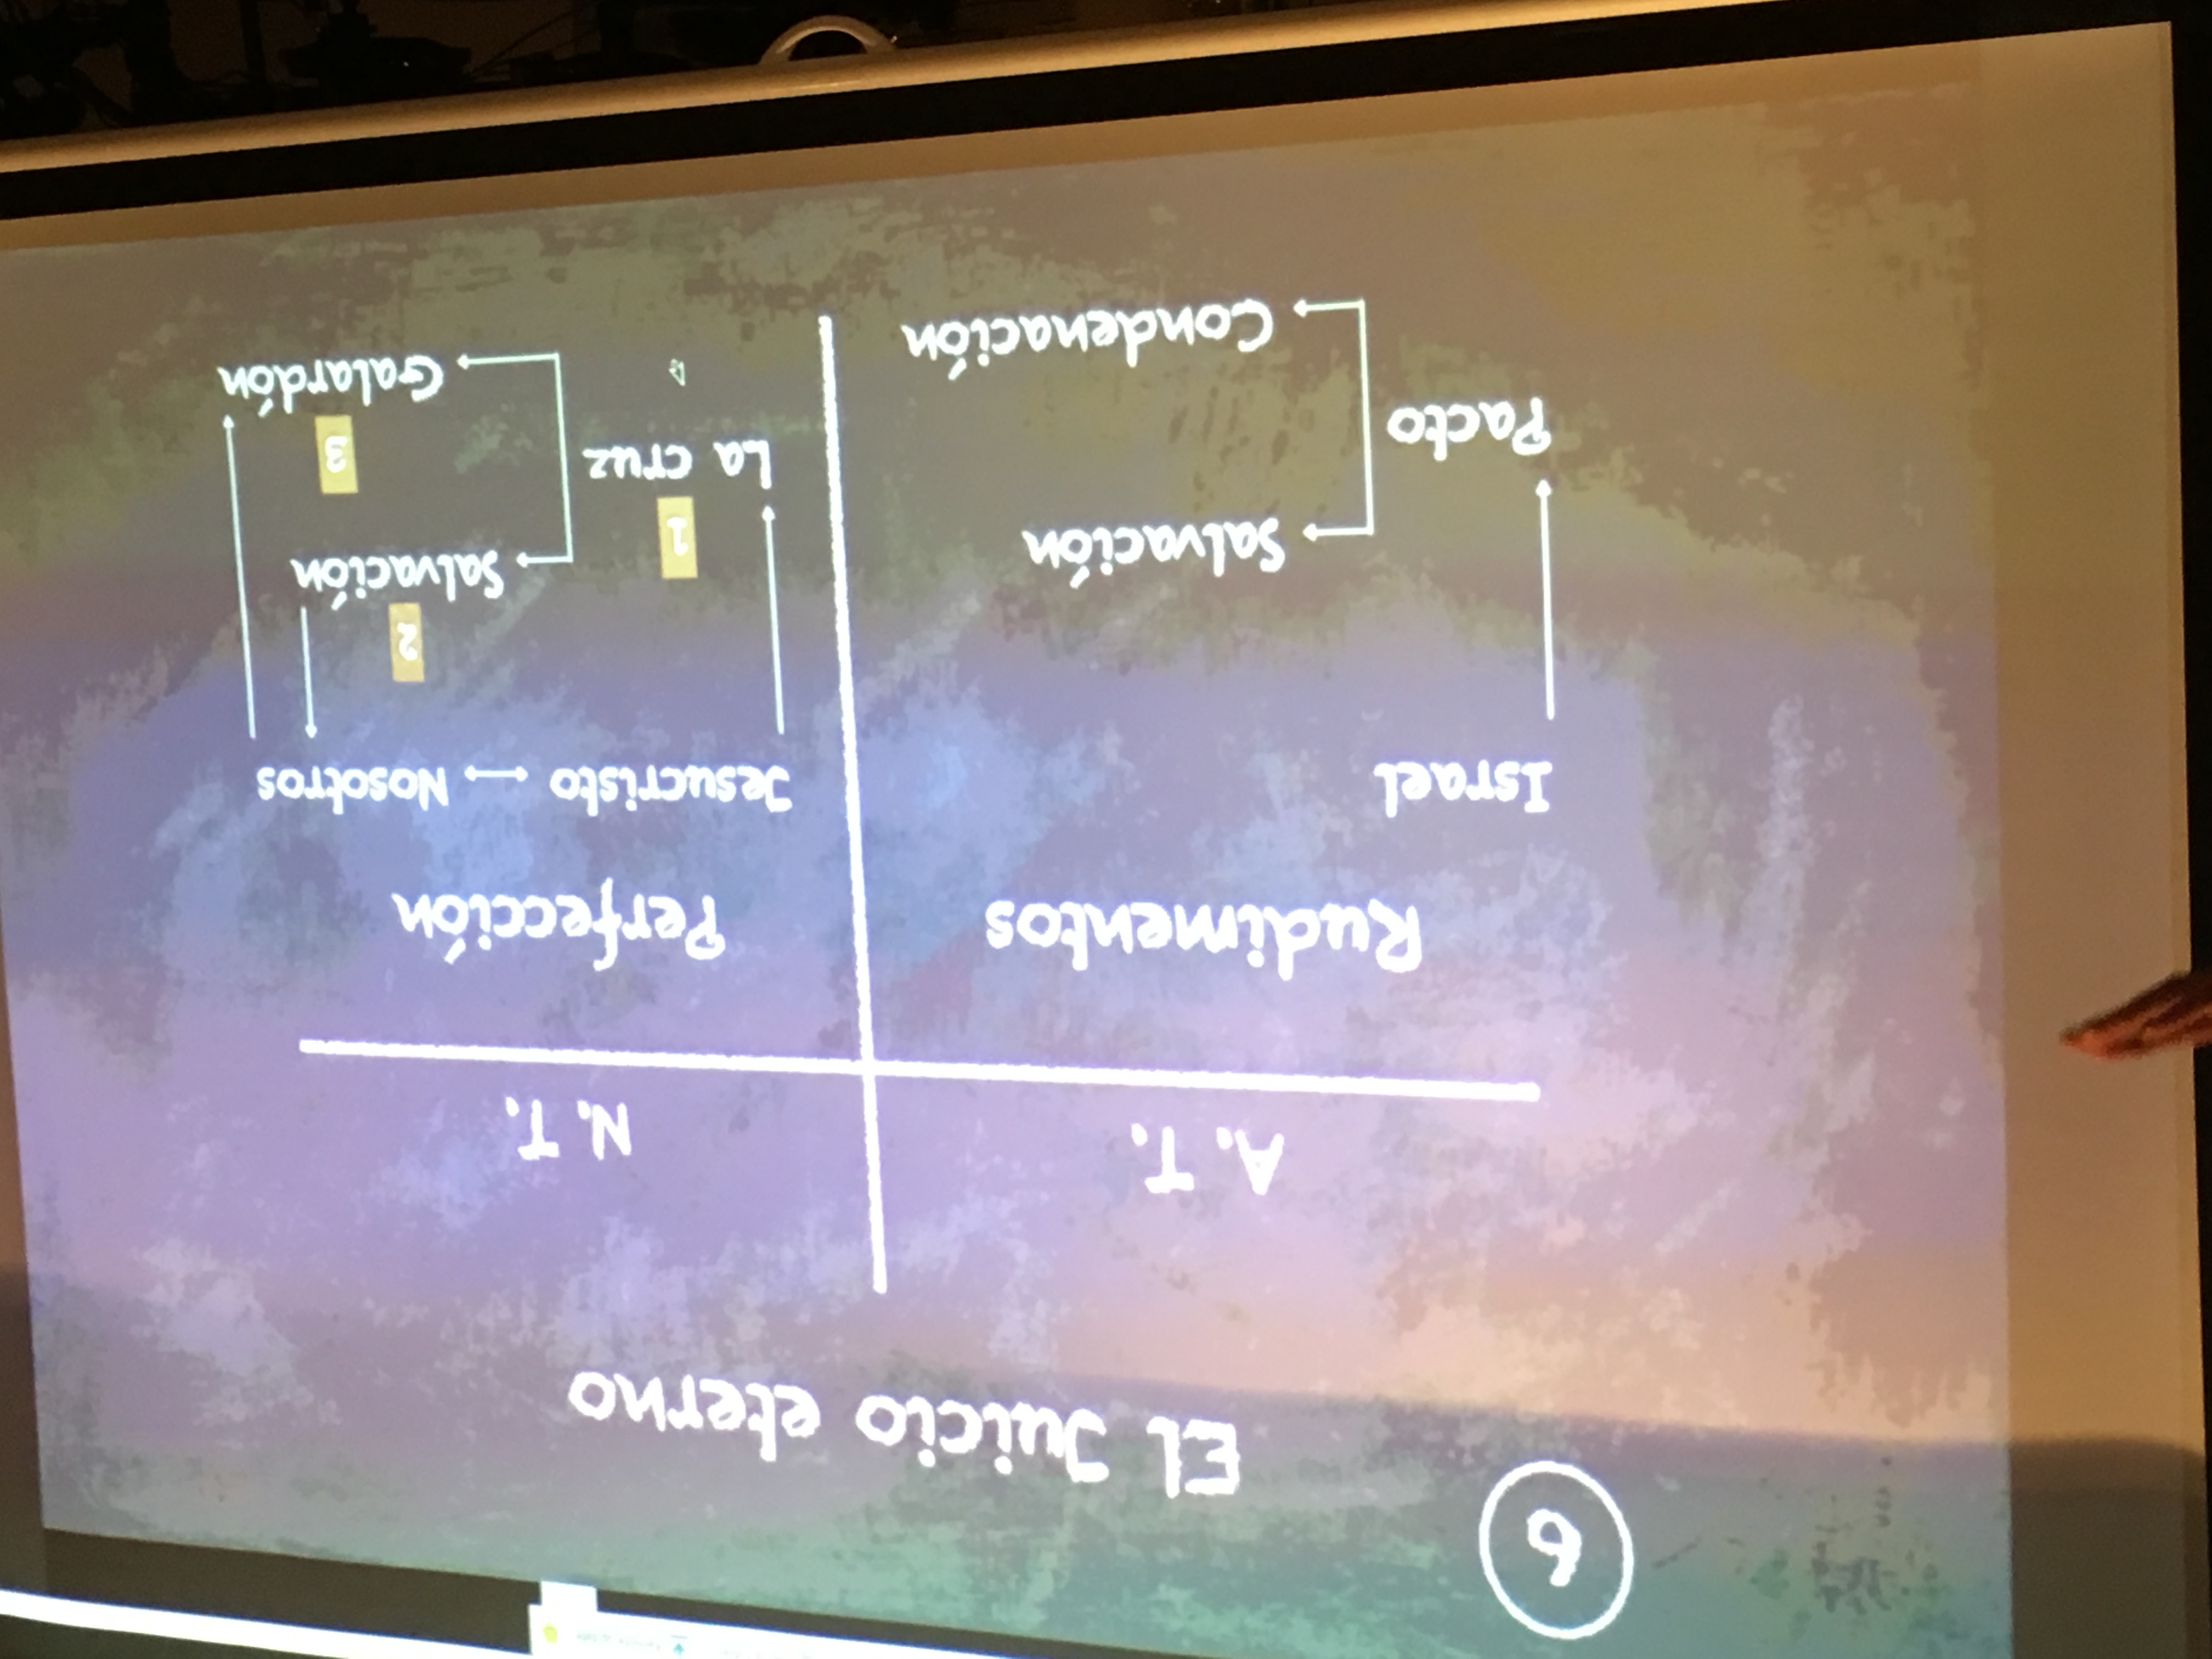 6
El Juicio eterno
A. T.
N. T.
Rudimentos
Perfección
Israel
Jesucristo
Nosotros
2
Salvación
1
Salvación
La cruz
3
Pacto
Galardón
Condenación